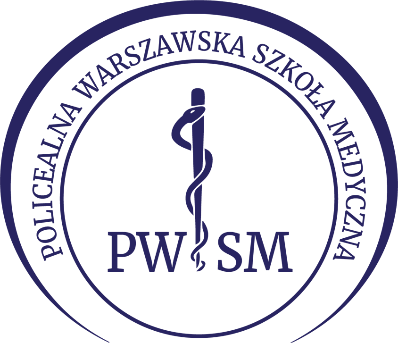 POLICEALNA WARSZAWSKA SZKOŁA MEDYCZNA
PW SM